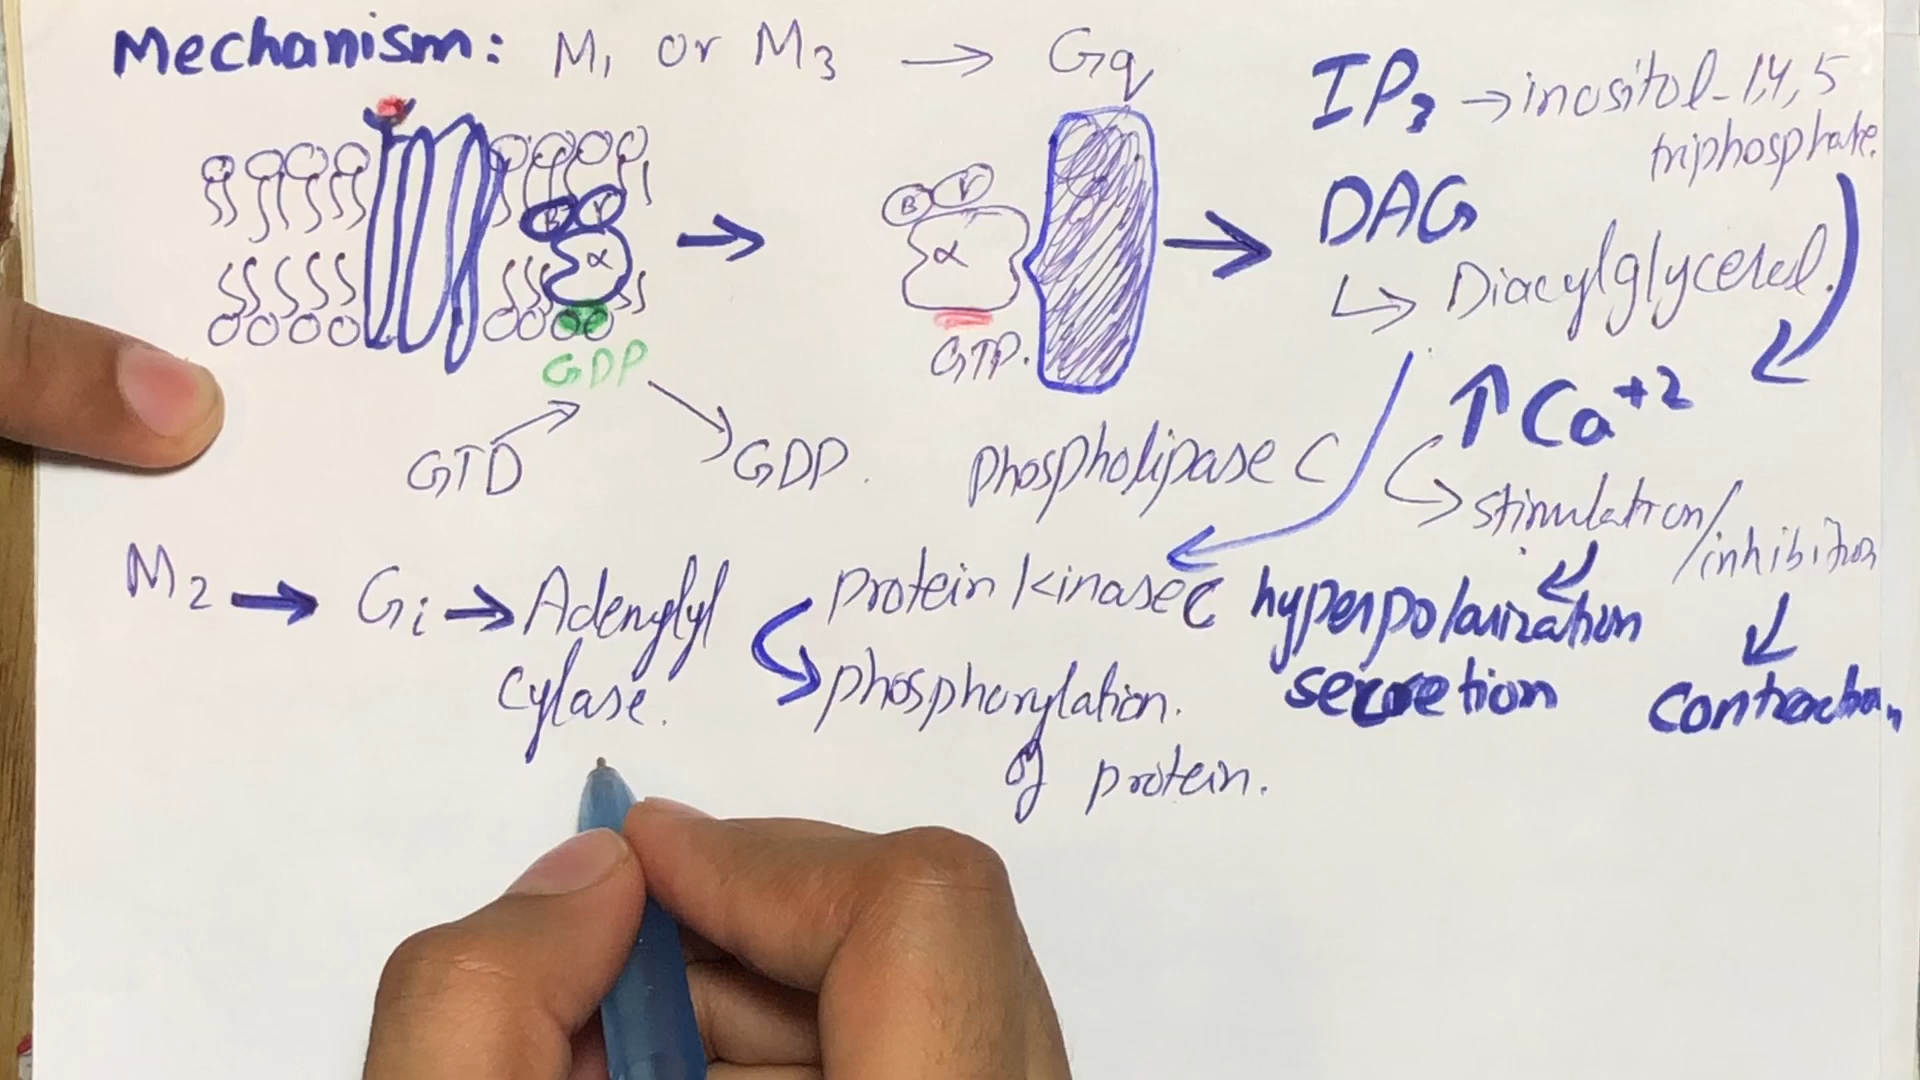 Mechanism: M1 or M3 → Gq
IP3 → inositol-1,4,5
triphosphate.
DAG
↳ Diacylglycerol.
B γ
α
GDP
GTD GDP.
B γ
α
GTP.
Phospholipase C
↑ Ca+2
↳ stimulation/inhibition
hyperpolarization
secretion
contraction
protein kinase C
phosphorylation.
of protein.
M2 → Gi → Adenylyl
cylase.